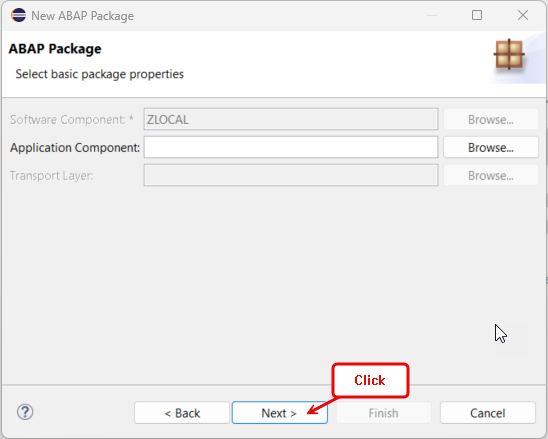 New ABAP Package
ABAP Package
Select basic package properties
Software Component: * ZLOCAL Browse...
Application Component: Browse...
Transport Layer: Browse...
Click
? < Back Next > Finish Cancel